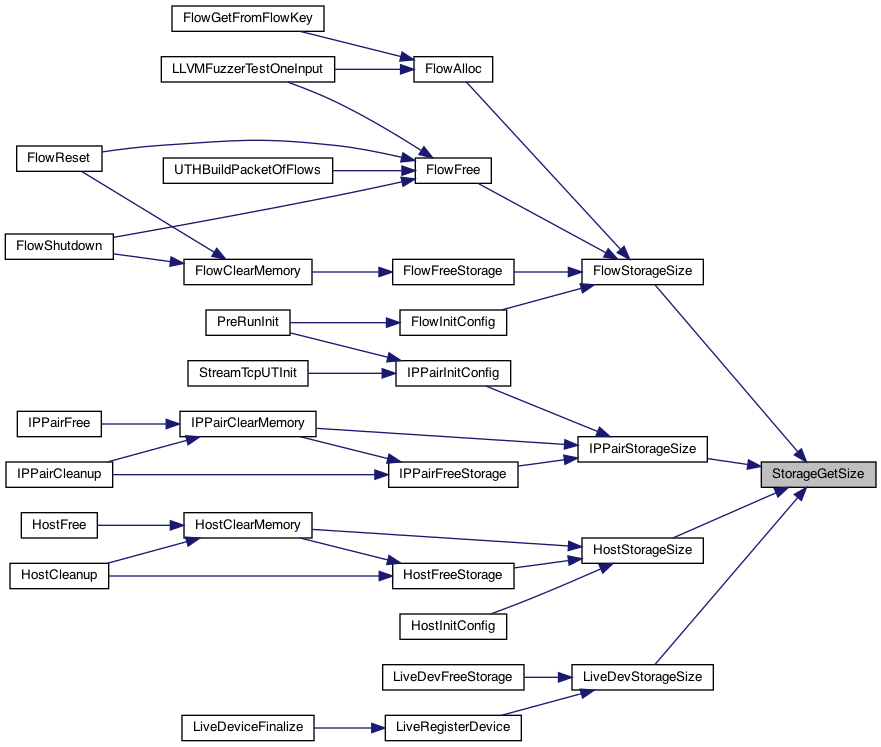 FlowGetFromFlowKey
LLVMFuzzerTestOneInput
FlowAlloc
FlowReset
UTHBuildPacketOfFlows
FlowFree
FlowShutdown
FlowClearMemory
FlowFreeStorage
FlowStorageSize
PreRunInit
FlowInitConfig
StreamTcpUTInit
IPPairInitConfig
IPPairFree
IPPairClearMemory
IPPairStorageSize
IPPairCleanup
IPPairFreeStorage
StorageGetSize
HostFree
HostClearMemory
HostStorageSize
HostCleanup
HostFreeStorage
HostInitConfig
LiveDevFreeStorage
LiveDevStorageSize
LiveDeviceFinalize
LiveRegisterDevice